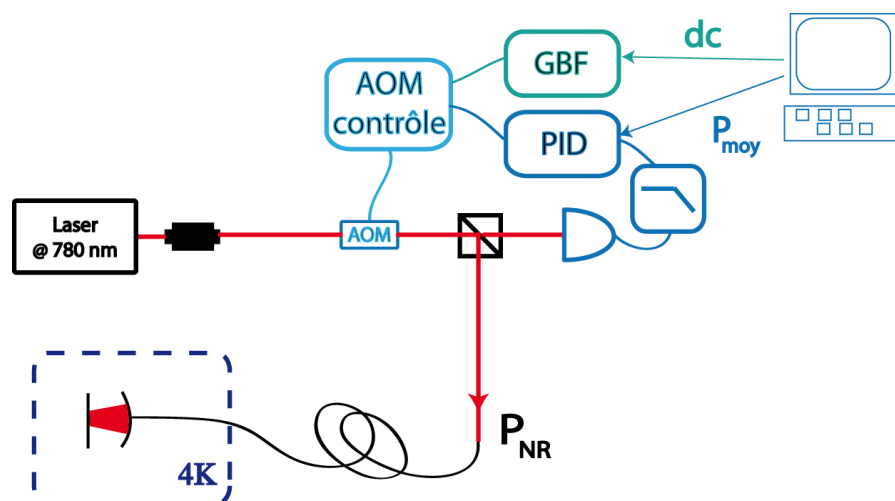 dc
GBF
AOM
contrôle
PID
P
moy
Laser
@ 780 nm
AOM
P
NR
4K